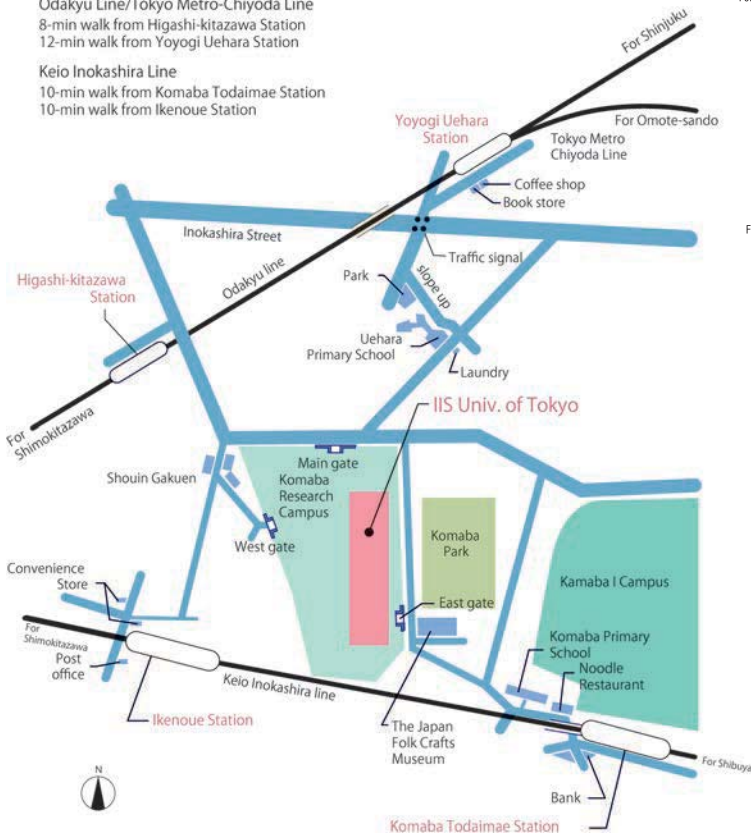 Odakyu Line/Tokyo Metro-Chiyoda Line
8-min walk from Higashi-kitazawa Station
12-min walk from Yoyogi Uehara Station
Keio Inokashira Line
10-min walk from Komaba Todaimae Station
10-min walk from Ikenoue Station
For Shinjuku
For Omote-sando
Yoyogi Uehara
Station
Tokyo Metro
Chiyoda Line
Coffee shop
Book store
Inokashira Street
Traffic signal
Odakyu line
Higashi-kitazawa
Station
Park
slope up
Uehara
Primary School
Laundry
For
Shimokitazawa
IIS Univ. of Tokyo
Main gate
Shouin Gakuen
Komaba
Research
Campus
West gate
Komaba
Park
Kamaba I Campus
Convenience
Store
East gate
For
Shimokitazawa
Post
office
Komaba Primary
School
Noodle
Restaurant
Keio Inokashira line
Ikenoue Station
The Japan
Folk Crafts
Museum
For Shibuya
N
Bank
Komaba Todaimae Station